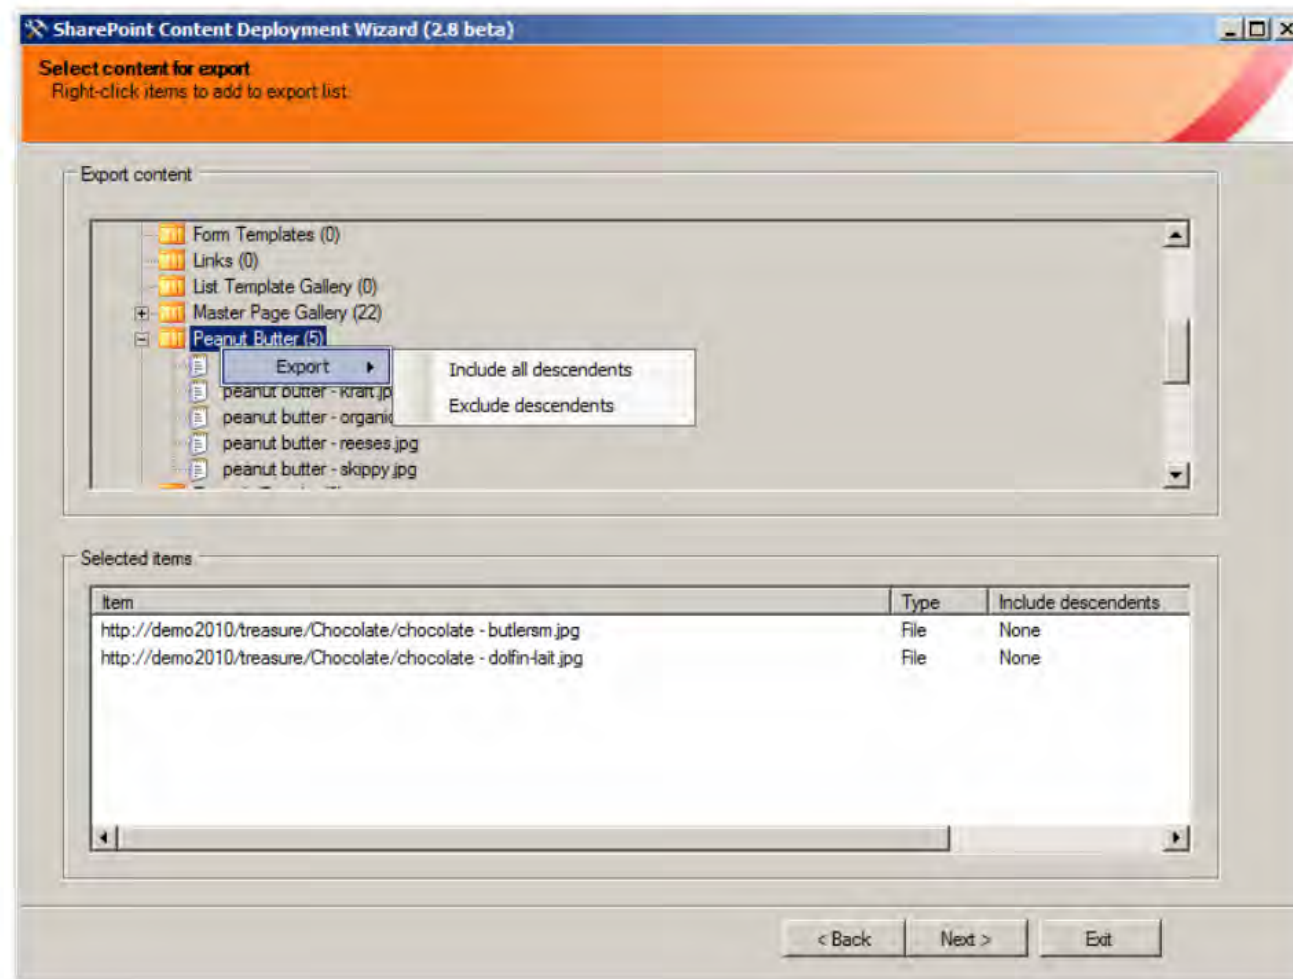 SharePoint Content Deployment Wizard (2.8 beta)
Select content for export
Right-click items to add to export list.
Export content
Form Templates (0)
Links (0)
List Template Gallery (0)
Master Page Gallery (22)
Peanut Butter (5)
Export
Include all descendents
peanut butter - kraft.jp
Exclude descendents
peanut butter - organic
peanut butter - reeses.jpg
peanut butter - skippy.jpg
Selected items
Item Type Include descendents
http://demo2010/treasure/Chocolate/chocolate - butlersm.jpg File None
http://demo2010/treasure/Chocolate/chocolate - dolfin-lait.jpg File None
< Back Next > Exit